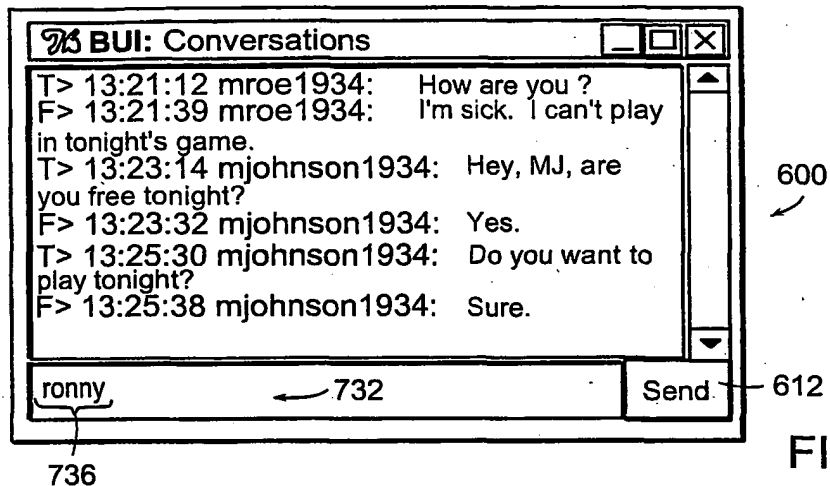 BUI: Conversations
T> 13:21:12 mroe1934: How are you ?
F> 13:21:39 mroe1934: I'm sick. I can't play
in tonight's game.
T> 13:23:14 mjohnson1934: Hey, MJ, are
you free tonight?
600
F> 13:23:32 mjohnson1934: Yes.
T> 13:25:30 mjohnson1934: Do you want to
play tonight?
F> 13:25:38 mjohnson1934: Sure.
ronny, 732 Send 612
736